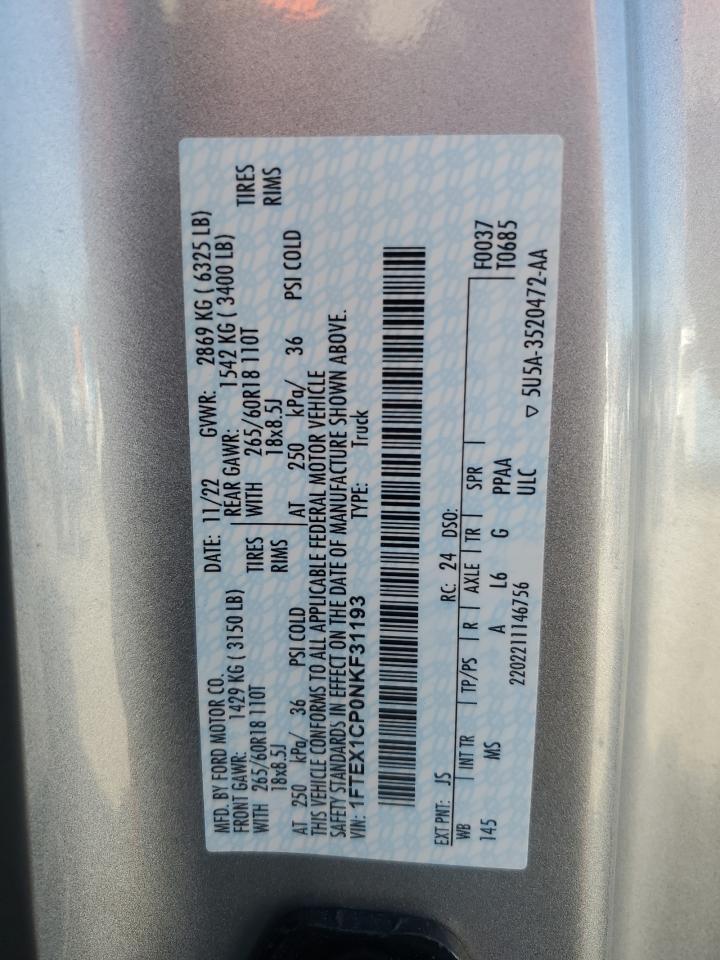 MFD. BY FORD MOTOR CO. DATE: 11/22 GVWR: 2869 KG ( 6325 LB)
FRONT GAWR: 1429 KG ( 3150 LB) REAR GAWR: 1542 KG ( 3400 LB)
WITH 265/60R18 110T TIRES WITH 265/60R18 110T TIRES
18x8.5J RIMS 18x8.5J RIMS
AT 250 kPa/ 36 PSI COLD AT 250 kPa/ 36 PSI COLD
THIS VEHICLE CONFORMS TO ALL APPLICABLE FEDERAL MOTOR VEHICLE
SAFETY STANDARDS IN EFFECT ON THE DATE OF MANUFACTURE SHOWN ABOVE.
VIN: 1FTEX1CP0NKF31193 TYPE: Truck
EXT PNT: JS RC: 24 DSO: F0037
WB INT TR TP/PS R AXLE TR SPR T0685
145 MS A L6 G PPAA
2202211146756 ULC ▽ 5U5A-3520472-AA